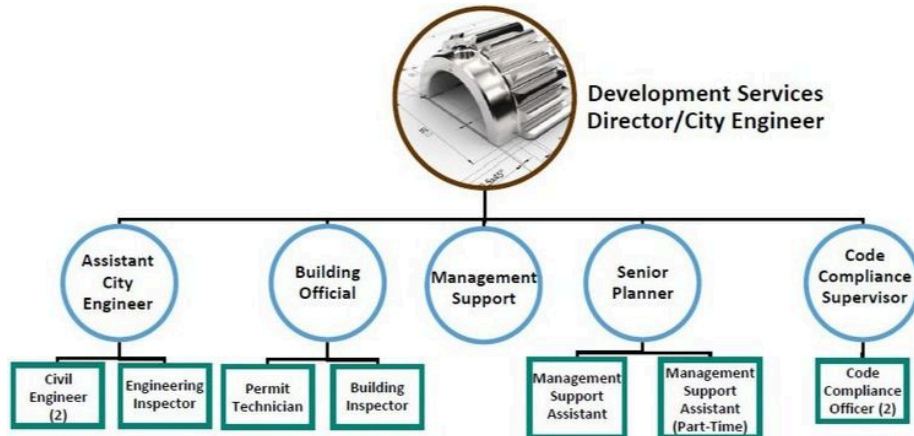 Development Services
Director/City Engineer
Assistant
City
Engineer
Building
Official
Management
Support
Senior
Planner
Code
Compliance
Supervisor
Civil
Engineer
(2)
Engineering
Inspector
Permit
Technician
Building
Inspector
Management
Support
Assistant
Management
Support
Assistant
(Part-Time)
Code
Compliance
Officer (2)